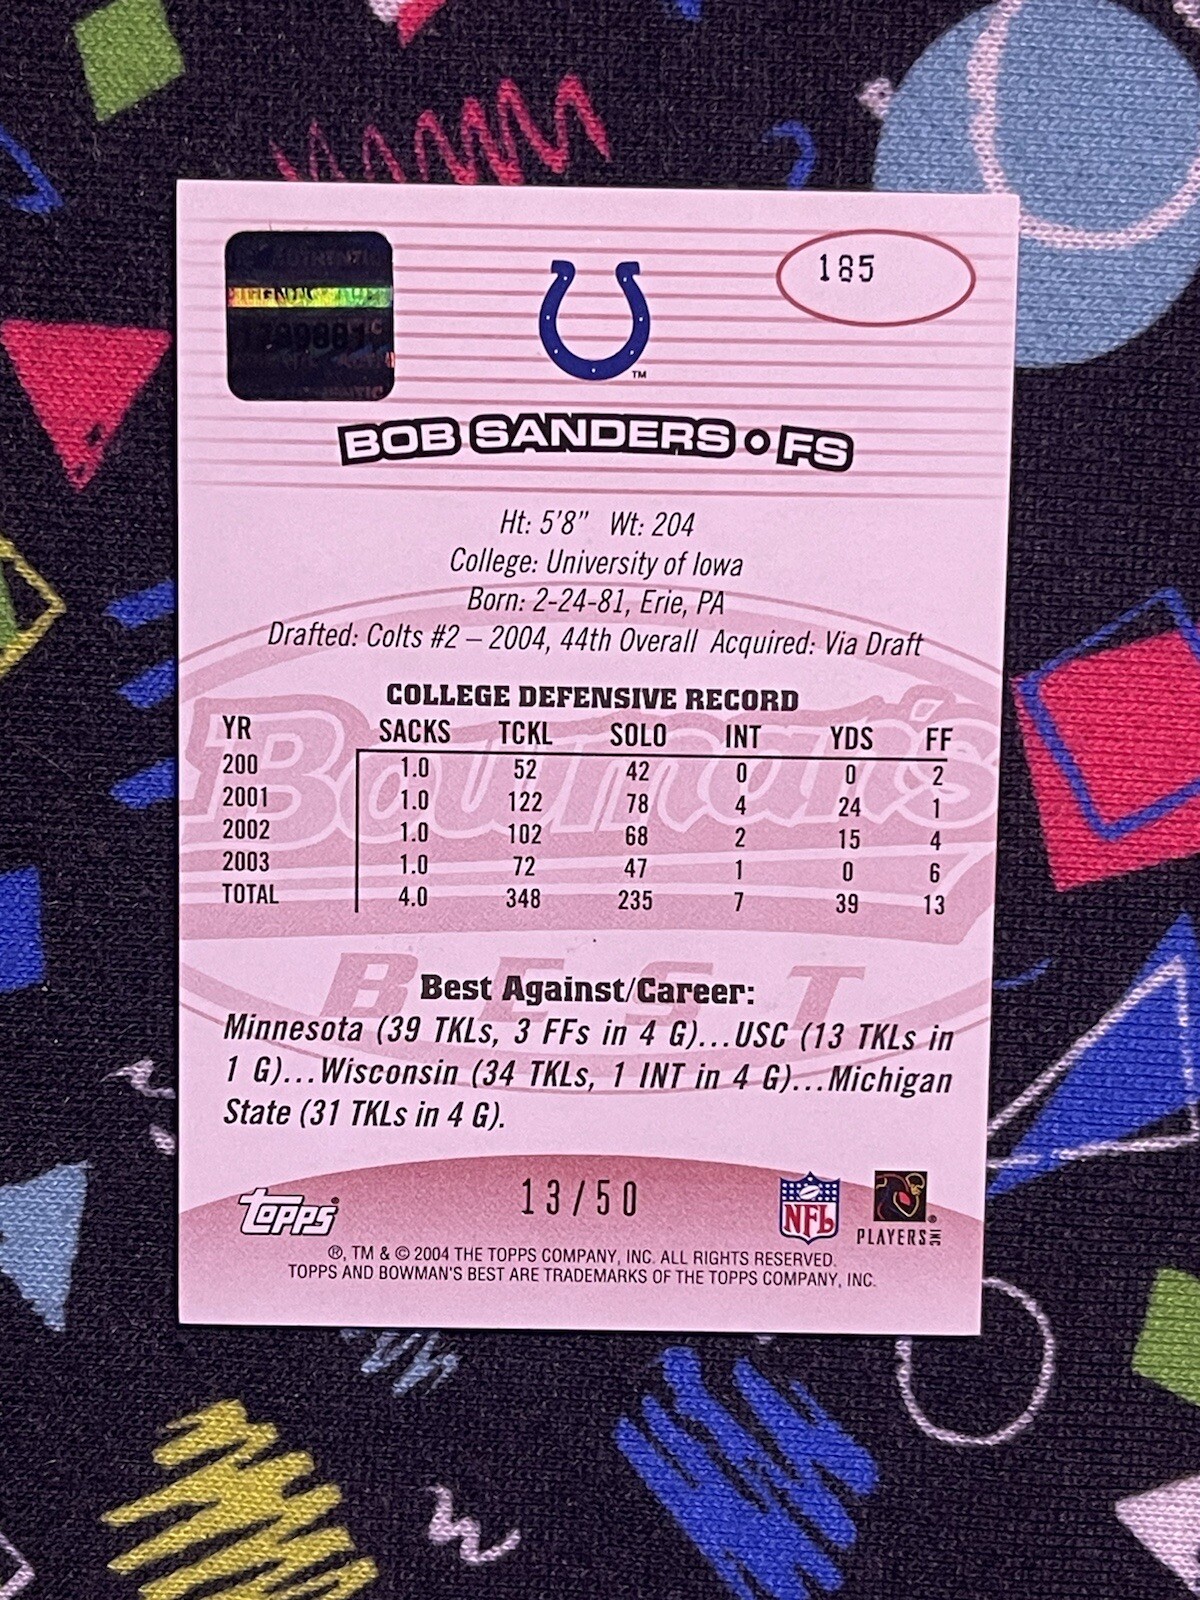 AUTHENTIC
185
TM
BOB SANDERS • FS
Ht: 5'8" Wt: 204
College: University of Iowa
Born: 2-24-81, Erie, PA
Drafted: Colts #2 – 2004, 44th Overall Acquired: Via Draft
Bowman's
BEST
COLLEGE DEFENSIVE RECORD
YR SACKS TCKL SOLO INT YDS FF
200 1.0 52 42 0 0 2
2001 1.0 122 78 4 24 1
2002 1.0 102 68 2 15 4
2003 1.0 72 47 1 0 6
TOTAL 4.0 348 235 7 39 13
Best Against/Career:
Minnesota (39 TKLs, 3 FFs in 4 G)...USC (13 TKLs in
1 G)...Wisconsin (34 TKLs, 1 INT in 4 G)...Michigan
State (31 TKLs in 4 G).
topps®
13/50
NFL
PLAYERS INC ®
®, TM & © 2004 THE TOPPS COMPANY, INC. ALL RIGHTS RESERVED.
TOPPS AND BOWMAN'S BEST ARE TRADEMARKS OF THE TOPPS COMPANY, INC.